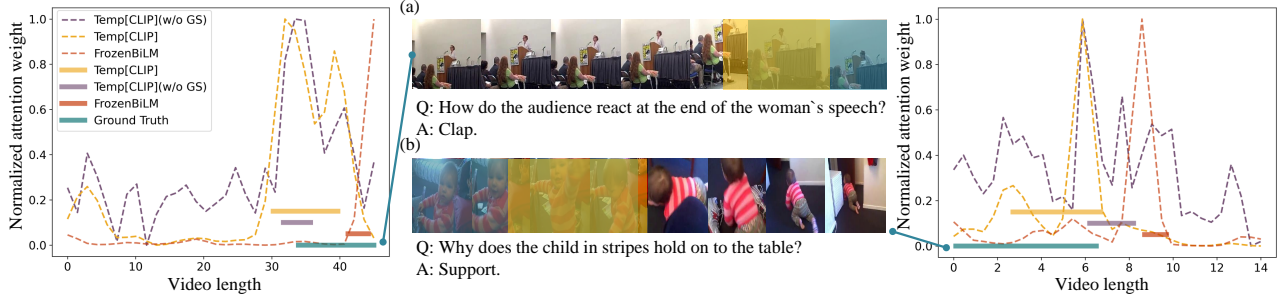 Normalized attention weight
1.0
0.8
0.6
0.4
0.2
0.0
Temp[CLIP](w/o GS)
Temp[CLIP]
FrozenBiLM
Temp[CLIP]
Temp[CLIP](w/o GS)
FrozenBiLM
Ground Truth
0
10
20
30
40
Video length
(a)
Q: How do the audience react at the end of the woman`s speech?
A: Clap.
(b)
Q: Why does the child in stripes hold on to the table?
A: Support.
Normalized attention weight
1.0
0.8
0.6
0.4
0.2
0.0
0
2
4
6
8
10
12
14
Video length